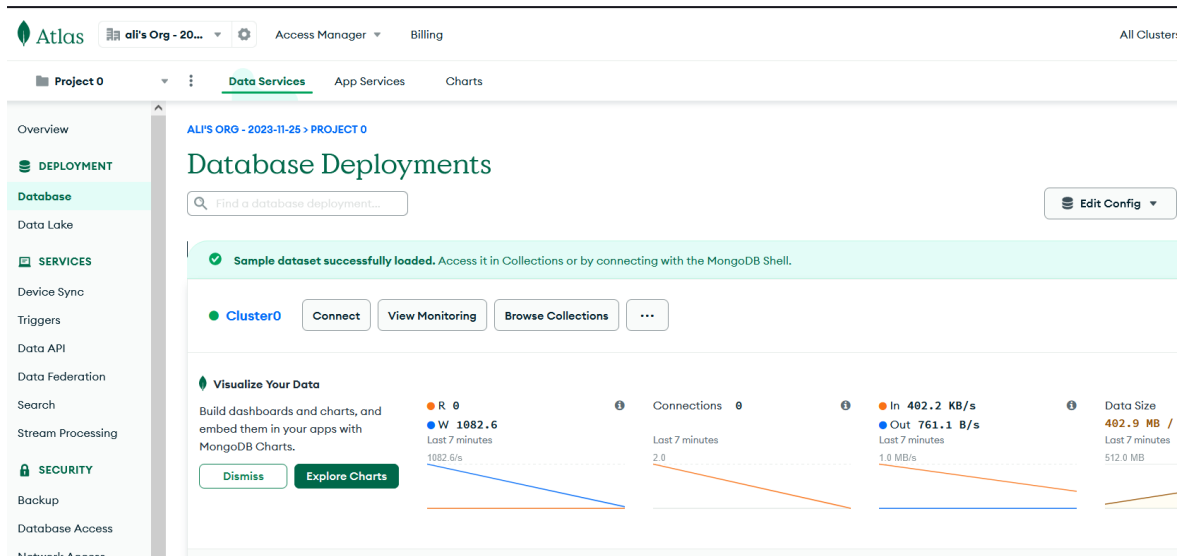 Atlas
ali's Org - 20...
Access Manager
Billing
All Clusters
Project 0
Data Services
App Services
Charts
Overview
DEPLOYMENT
Database
Data Lake
SERVICES
Device Sync
Triggers
Data API
Data Federation
Search
Stream Processing
SECURITY
Backup
Database Access
Network Access
ALI'S ORG - 2023-11-25 > PROJECT 0
Database Deployments
Find a database deployment...
Edit Config
Sample dataset successfully loaded. Access it in Collections or by connecting with the MongoDB Shell.
Cluster0
Connect
View Monitoring
Browse Collections
...
Visualize Your Data
Build dashboards and charts, and
embed them in your apps with
MongoDB Charts.
Dismiss
Explore Charts
R 0
W 1082.6
Last 7 minutes
1082.6/s
Connections 0
Last 7 minutes
2.0
In 402.2 KB/s
Out 761.1 B/s
Last 7 minutes
1.0 MB/s
Data Size
402.9 MB /
Last 7 minutes
512.0 MB